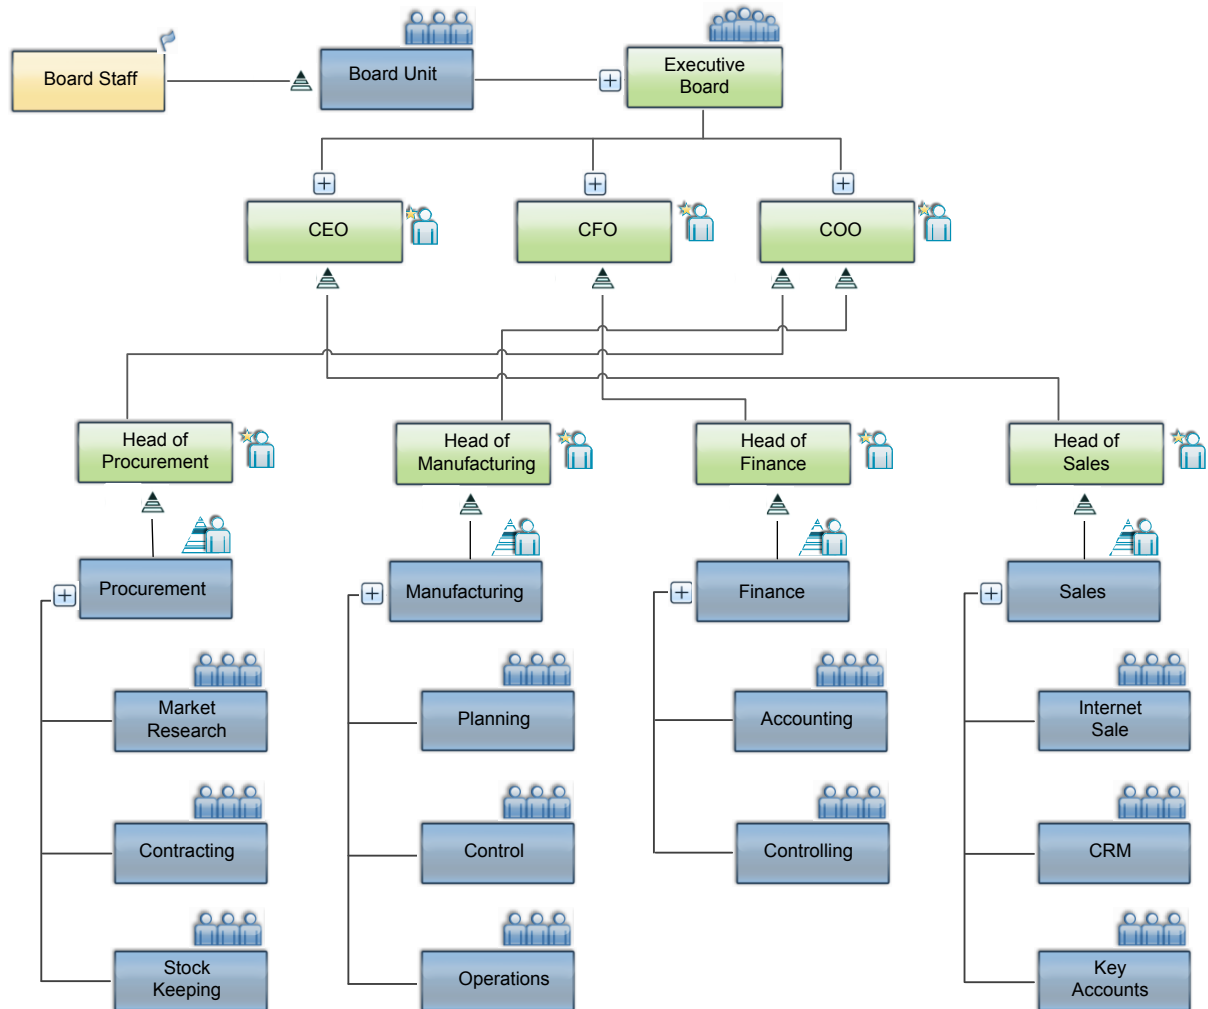 Board Staff
Board Unit
Executive
Board
CEO
CFO
COO
Head of
Procurement
Head of
Manufacturing
Head of
Finance
Head of
Sales
Procurement
Manufacturing
Finance
Sales
Market
Research
Planning
Accounting
Internet
Sale
Contracting
Control
Controlling
CRM
Stock
Keeping
Operations
Key
Accounts